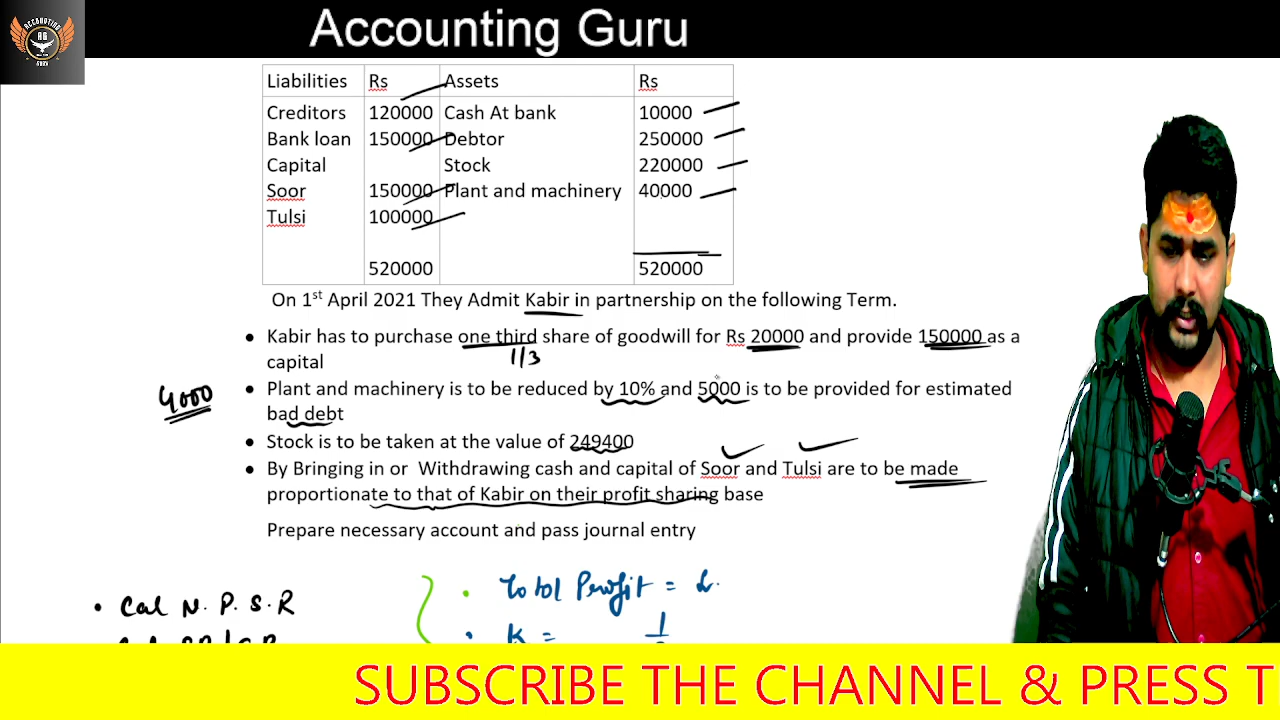 Accounting Guru
ACCOUNTING
AG
GURU
Liabilities Rs Assets Rs
Creditors 120000 Cash At bank 10000
Bank loan 150000 Debtor 250000
Capital Stock 220000
Soor 150000 Plant and machinery 40000
Tulsi 100000
520000 520000
On 1st April 2021 They Admit Kabir in partnership on the following Term.
• Kabir has to purchase one third share of goodwill for Rs 20000 and provide 150000 as a
capital
1/3
4000
• Plant and machinery is to be reduced by 10% and 5000 is to be provided for estimated
bad debt
• Stock is to be taken at the value of 249400
• By Bringing in or Withdrawing cash and capital of Soor and Tulsi are to be made
proportionate to that of Kabir on their profit sharing base
Prepare necessary account and pass journal entry
• Cal N. P. S. R
• Total Profit =
• K = 1
SUBSCRIBE THE CHANNEL & PRESS T